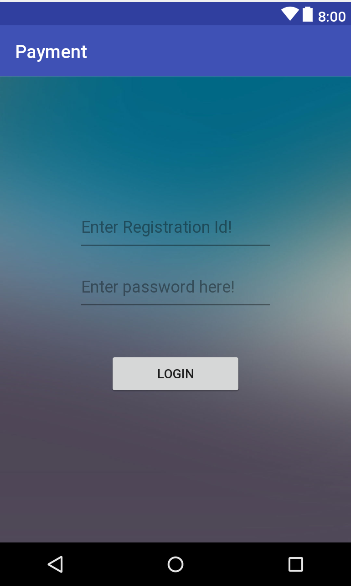 8:00
Payment
Enter Registration Id!
Enter password here!
LOGIN